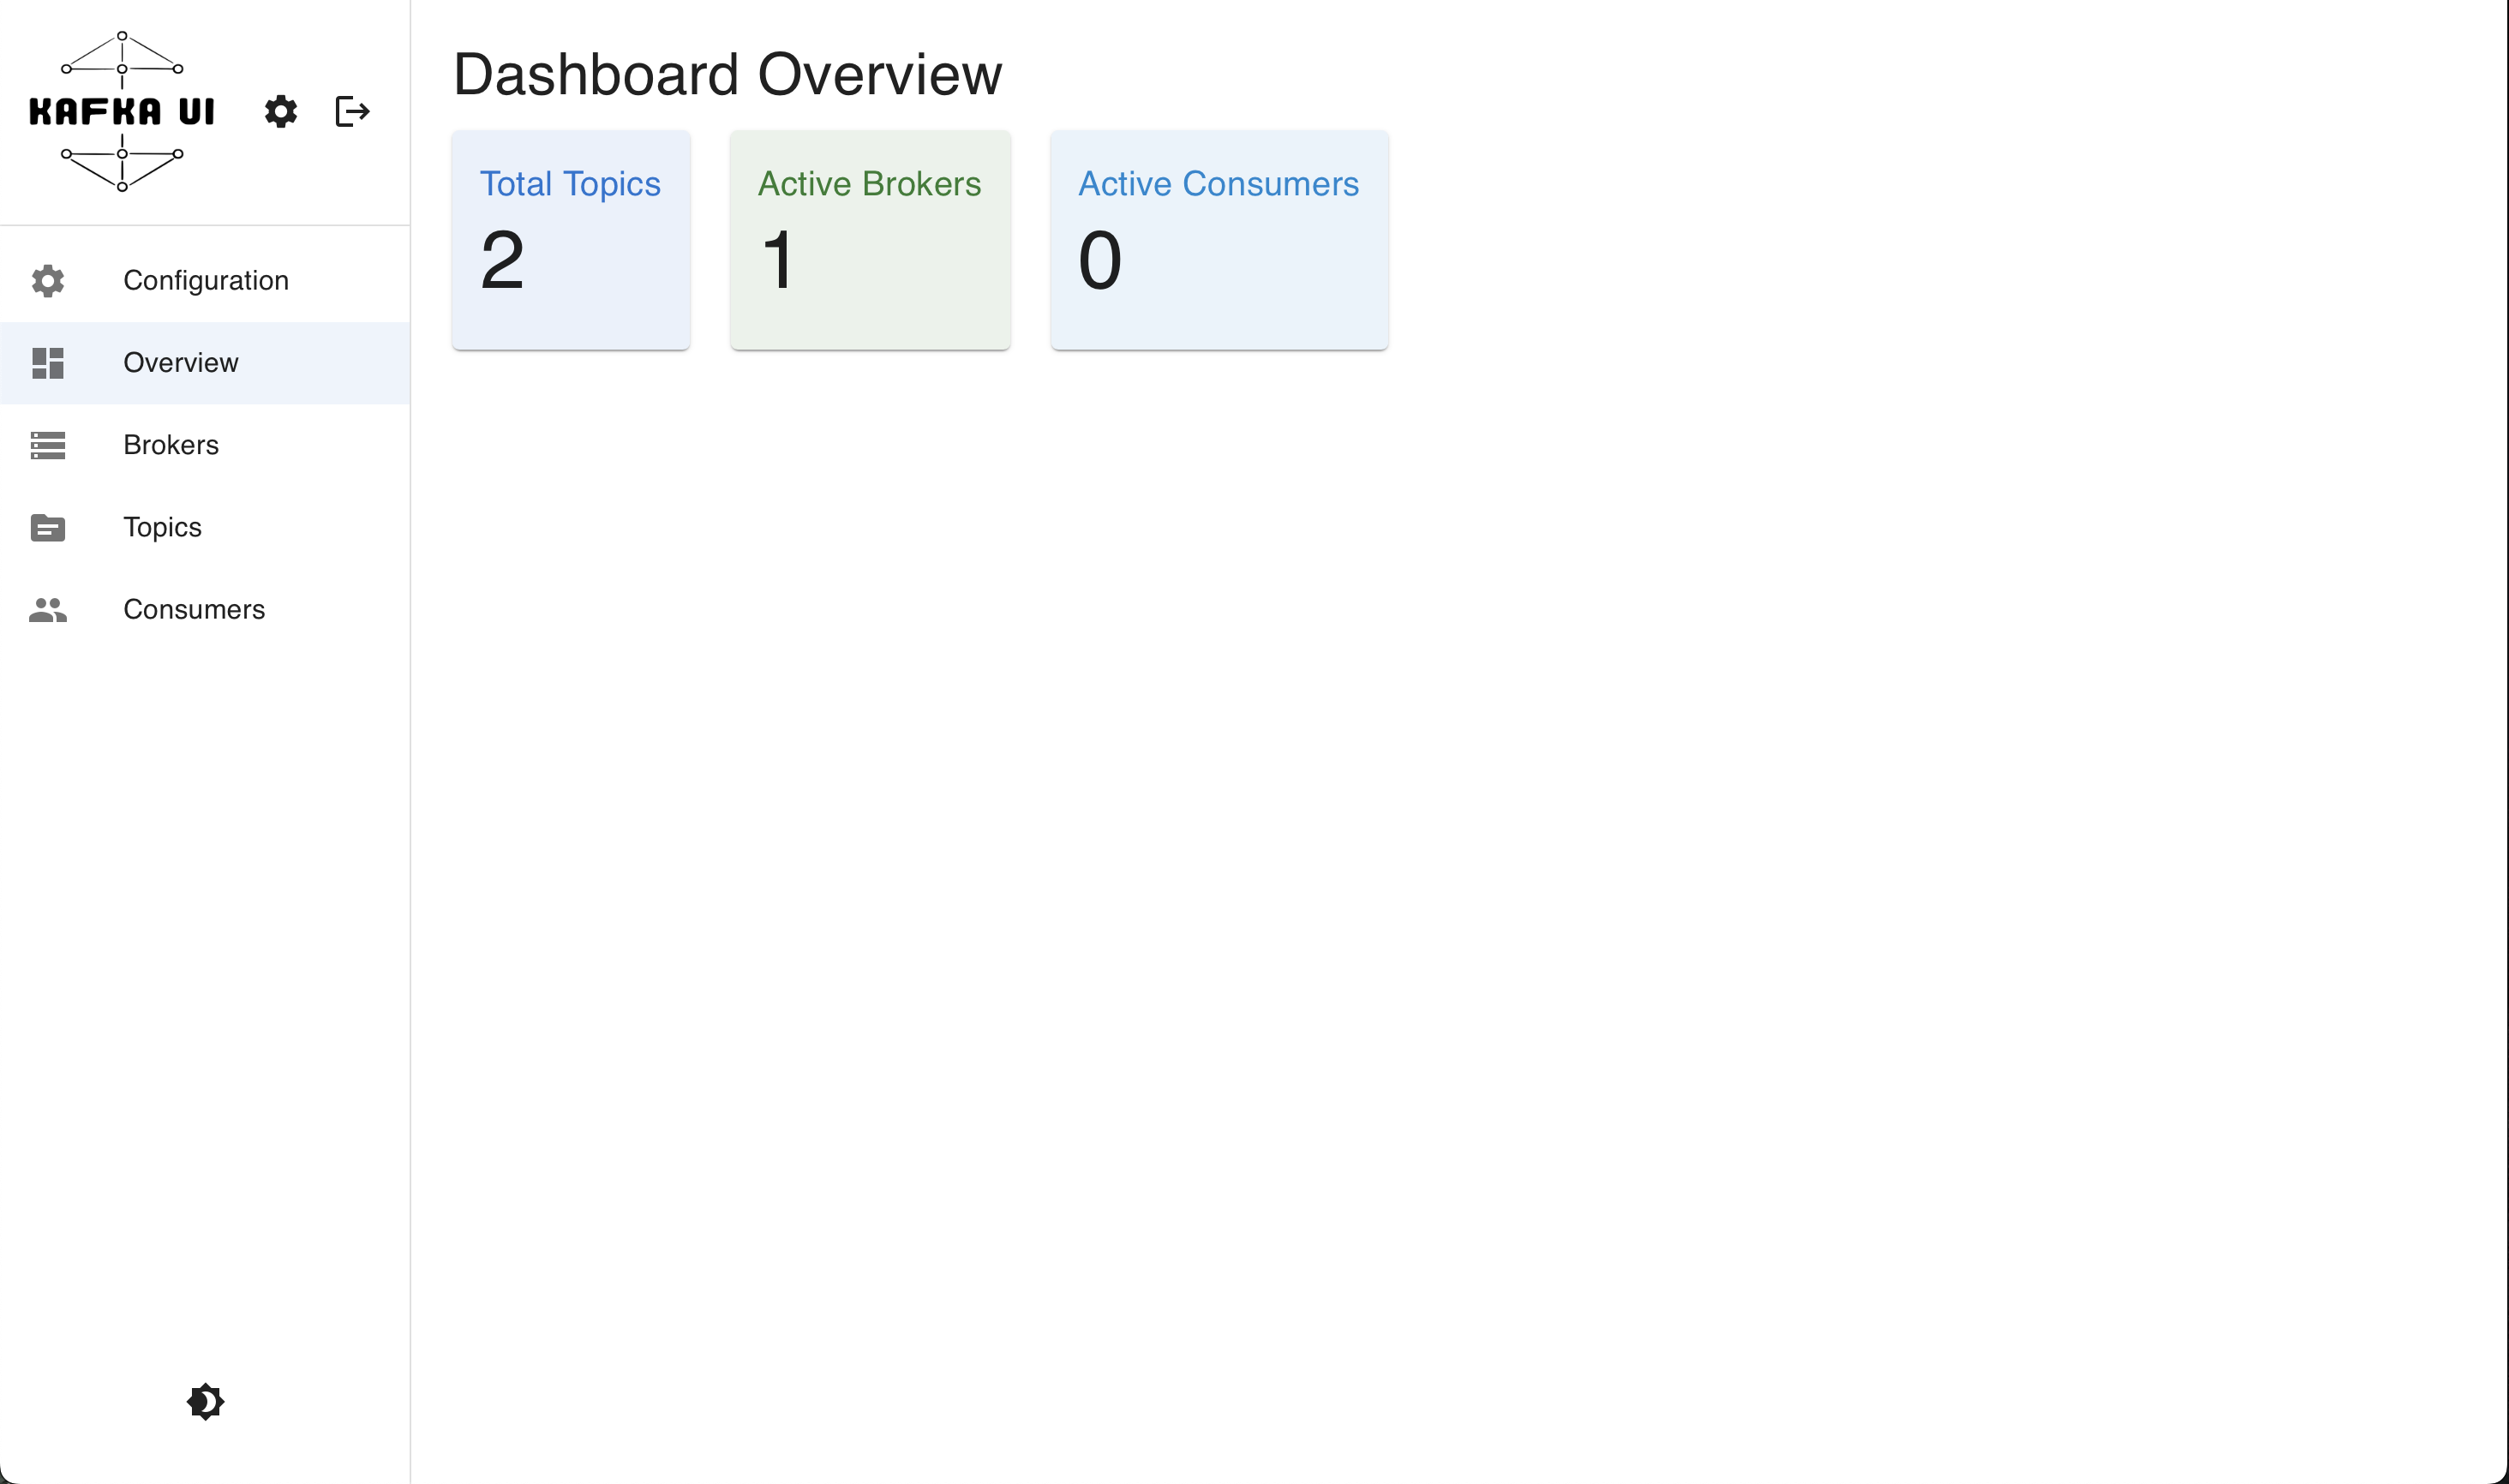 KAFKA UI
Configuration
Overview
Brokers
Topics
Consumers
Dashboard Overview
Total Topics
2
Active Brokers
1
Active Consumers
0